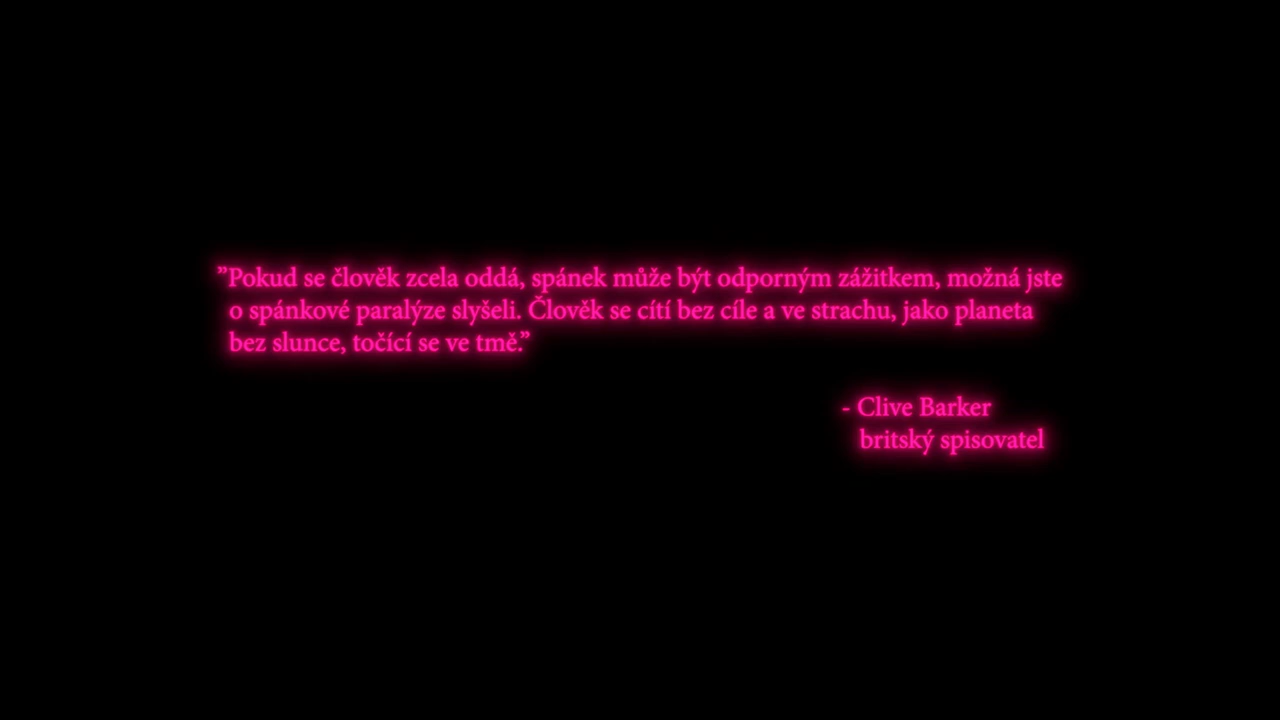 ”Pokud se člověk zcela oddá, spánek může být odporným zážitkem, možná jste
o spánkové paralýze slyšeli. Člověk se cítí bez cíle a ve strachu, jako planeta
bez slunce, točící se ve tmě.”
- Clive Barker
britský spisovatel